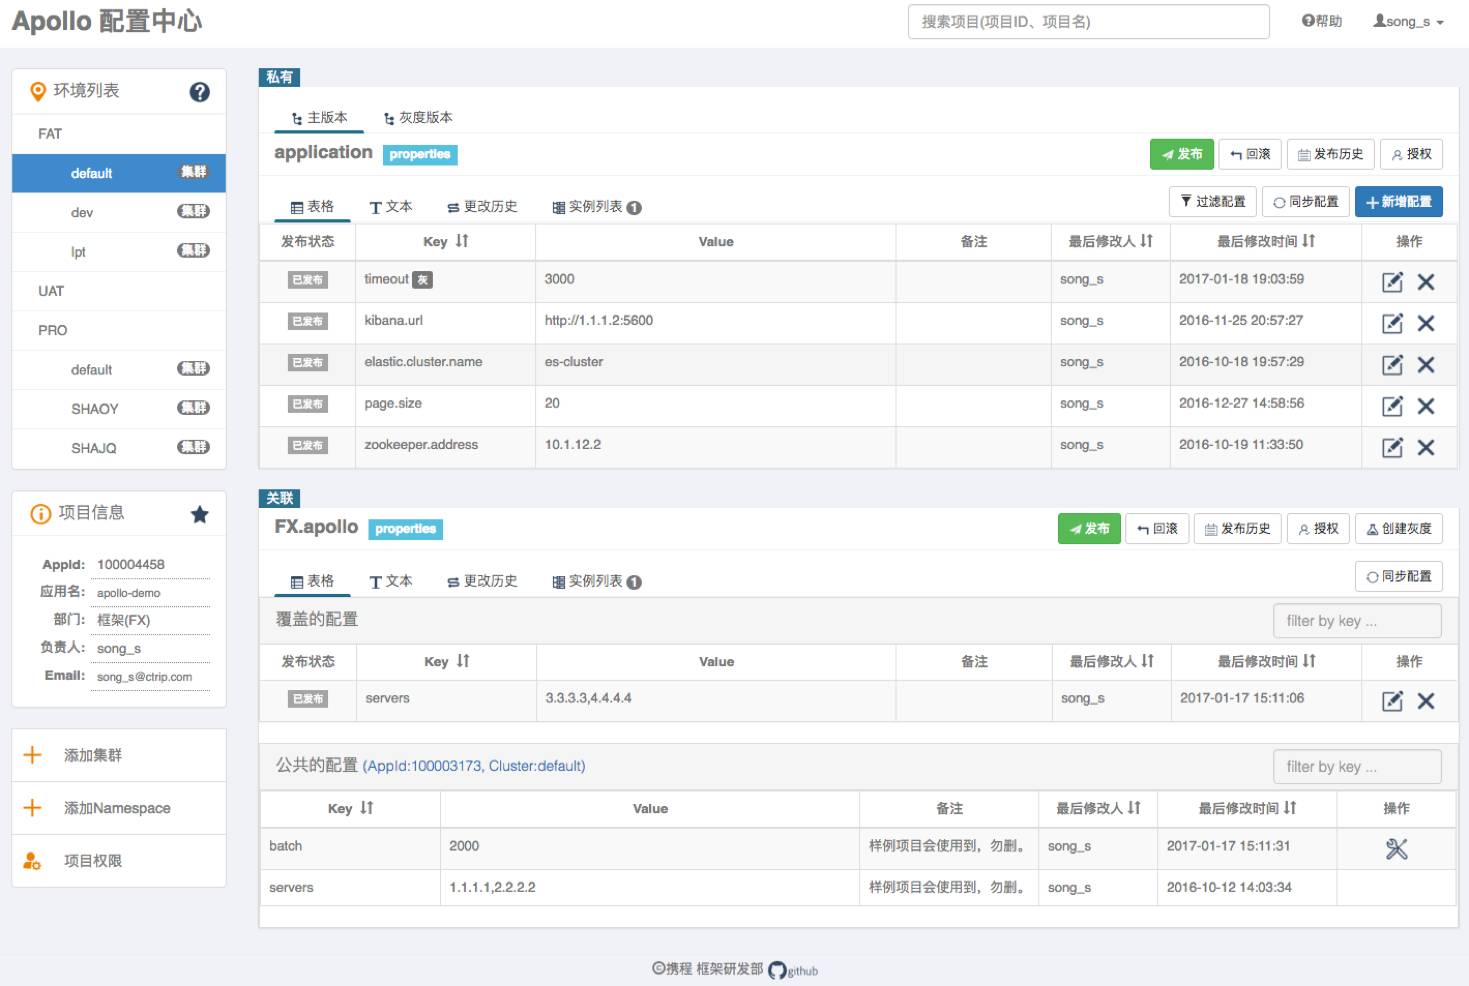 Apollo 配置中心
搜索项目(项目ID、项目名)
帮助
song_s
环境列表
FAT
default 集群
dev 集群
lpt 集群
UAT
PRO
default 集群
SHAOY 集群
SHAJQ 集群
项目信息
AppId: 100004458
应用名: apollo-demo
部门: 框架(FX)
负责人: song_s
Email: song_s@ctrip.com
添加集群
添加Namespace
项目权限
私有
主版本 灰度版本
application properties
发布 回滚 发布历史 授权
表格 文本 更改历史 实例列表 1
过滤配置 同步配置 新增配置
发布状态 Key Value 备注 最后修改人 最后修改时间 操作
已发布 timeout 灰 3000 song_s 2017-01-18 19:03:59
已发布 kibana.url http://1.1.1.2:5600 song_s 2016-11-25 20:57:27
已发布 elastic.cluster.name es-cluster song_s 2016-10-18 19:57:29
已发布 page.size 20 song_s 2016-12-27 14:58:56
已发布 zookeeper.address 10.1.12.2 song_s 2016-10-19 11:33:50
关联
FX.apollo properties
发布 回滚 发布历史 授权 创建灰度
表格 文本 更改历史 实例列表 1
同步配置
覆盖的配置 filter by key ...
发布状态 Key Value 备注 最后修改人 最后修改时间 操作
已发布 servers 3.3.3.3,4.4.4.4 song_s 2017-01-17 15:11:06
公共的配置 (AppId:100003173, Cluster:default) filter by key ...
Key Value 备注 最后修改人 最后修改时间 操作
batch 2000 样例项目会使用到，勿删。 song_s 2017-01-17 15:11:31
servers 1.1.1.1,2.2.2.2 样例项目会使用到，勿删。 song_s 2016-10-12 14:03:34
©携程 框架研发部 github